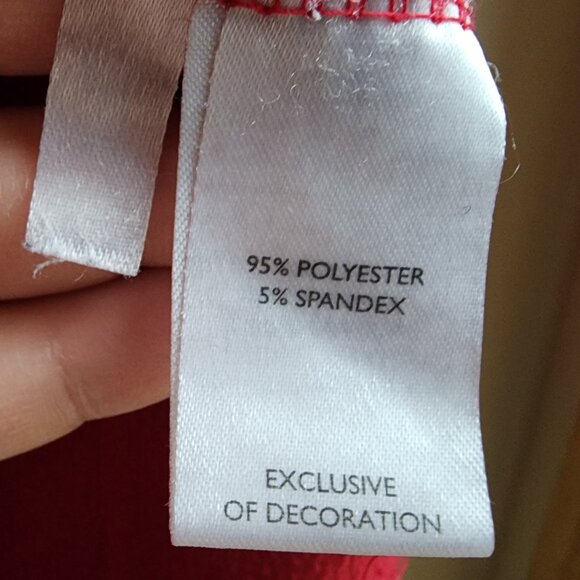 95% POLYESTER
5% SPANDEX
EXCLUSIVE
OF DECORATION